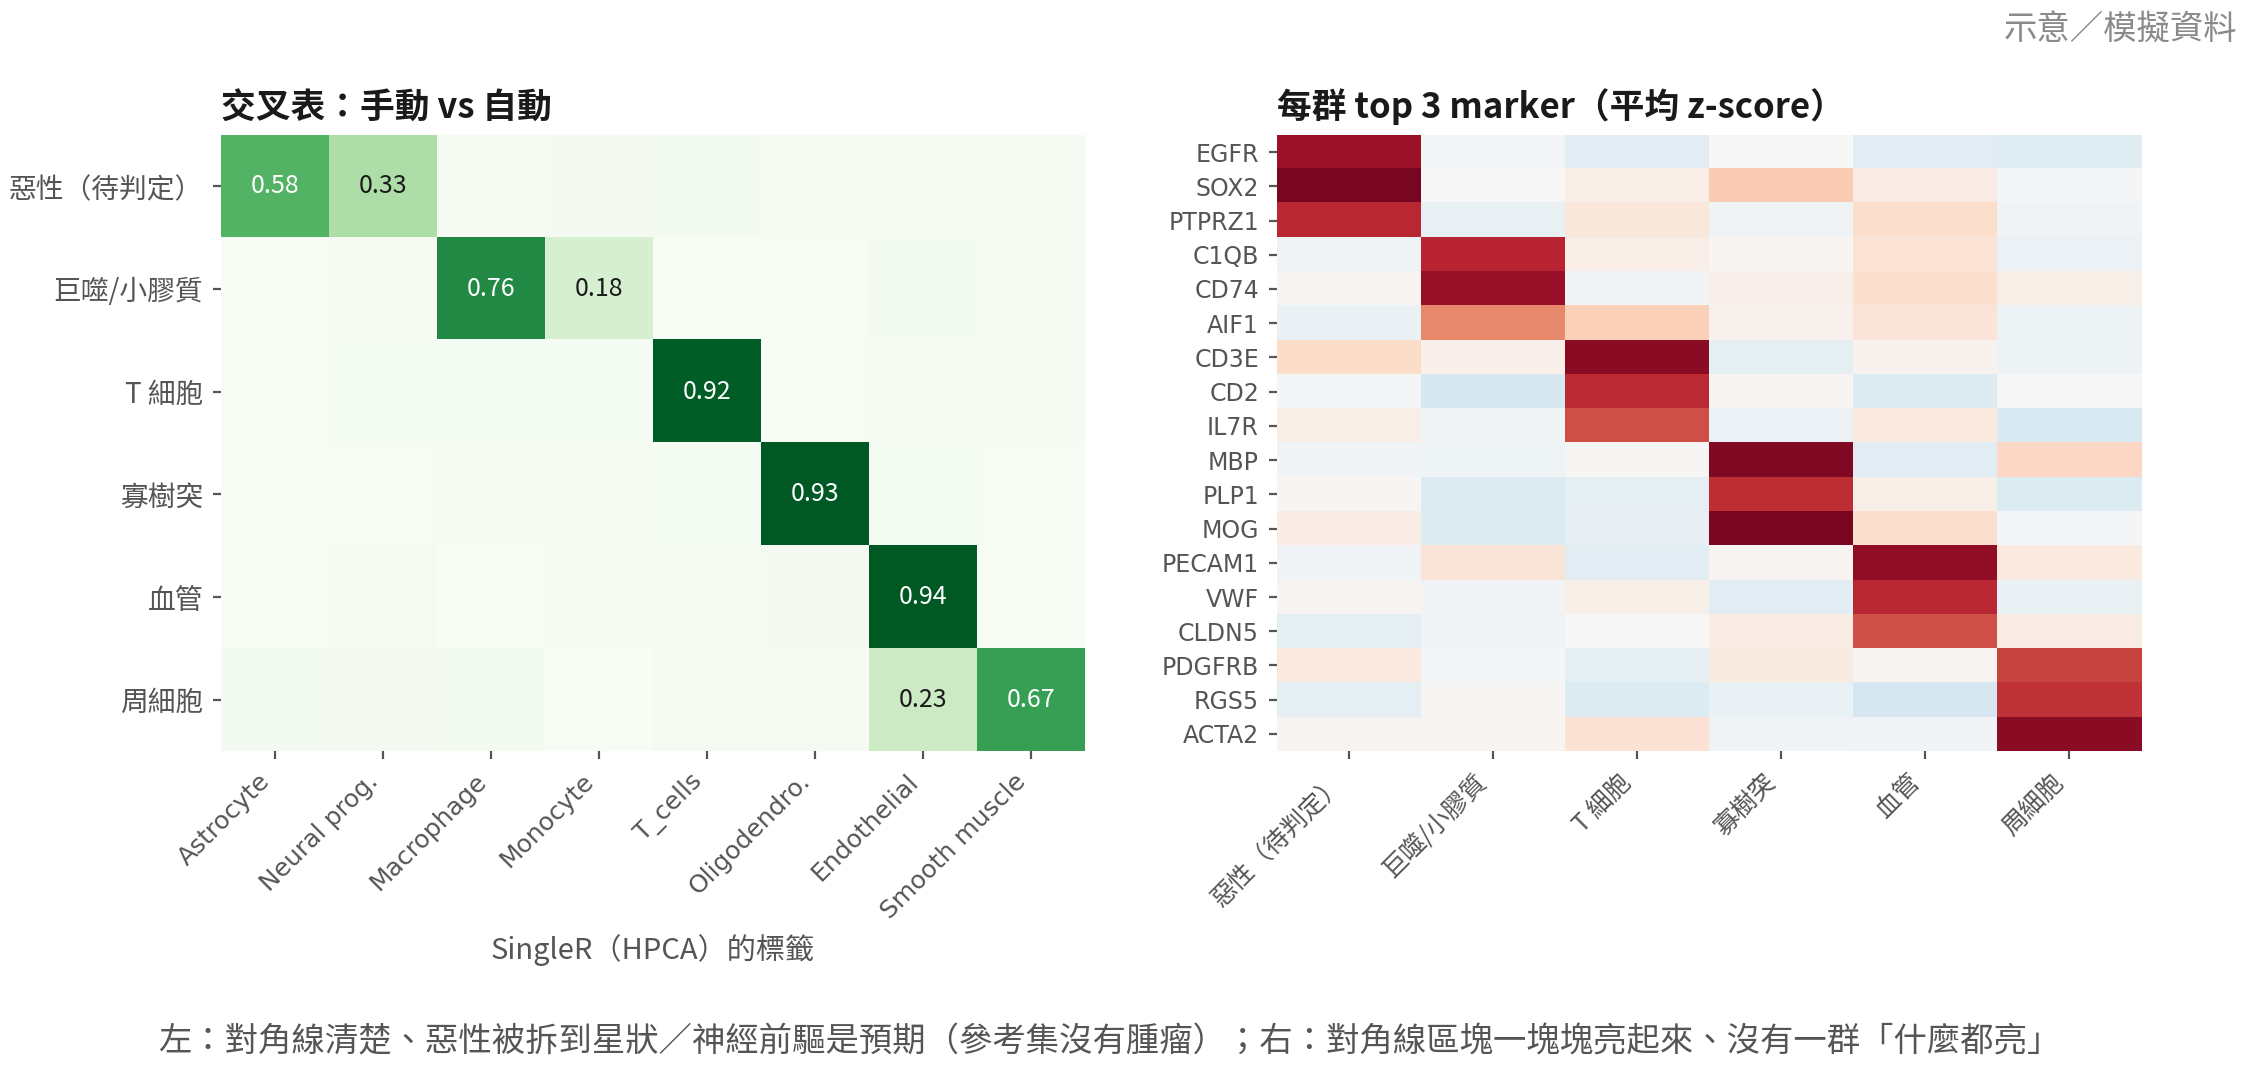 示意／模擬資料
交叉表：手動 vs 自動
惡性（待判定）
巨噬/小膠質
T 細胞
寡樹突
血管
周細胞
0.58
0.33
0.76
0.18
0.92
0.93
0.94
0.23
0.67
Astrocyte
Neural prog.
Macrophage
Monocyte
T_cells
Oligodendro.
Endothelial
Smooth muscle
SingleR（HPCA）的標籤
每群 top 3 marker（平均 z-score）
EGFR
SOX2
PTPRZ1
C1QB
CD74
AIF1
CD3E
CD2
IL7R
MBP
PLP1
MOG
PECAM1
VWF
CLDN5
PDGFRB
RGS5
ACTA2
惡性（待判定）
巨噬/小膠質
T 細胞
寡樹突
血管
周細胞
左：對角線清楚、惡性被拆到星狀／神經前驅是預期（參考集沒有腫瘤）；右：對角線區塊一塊塊亮起來、沒有一群「什麼都亮」